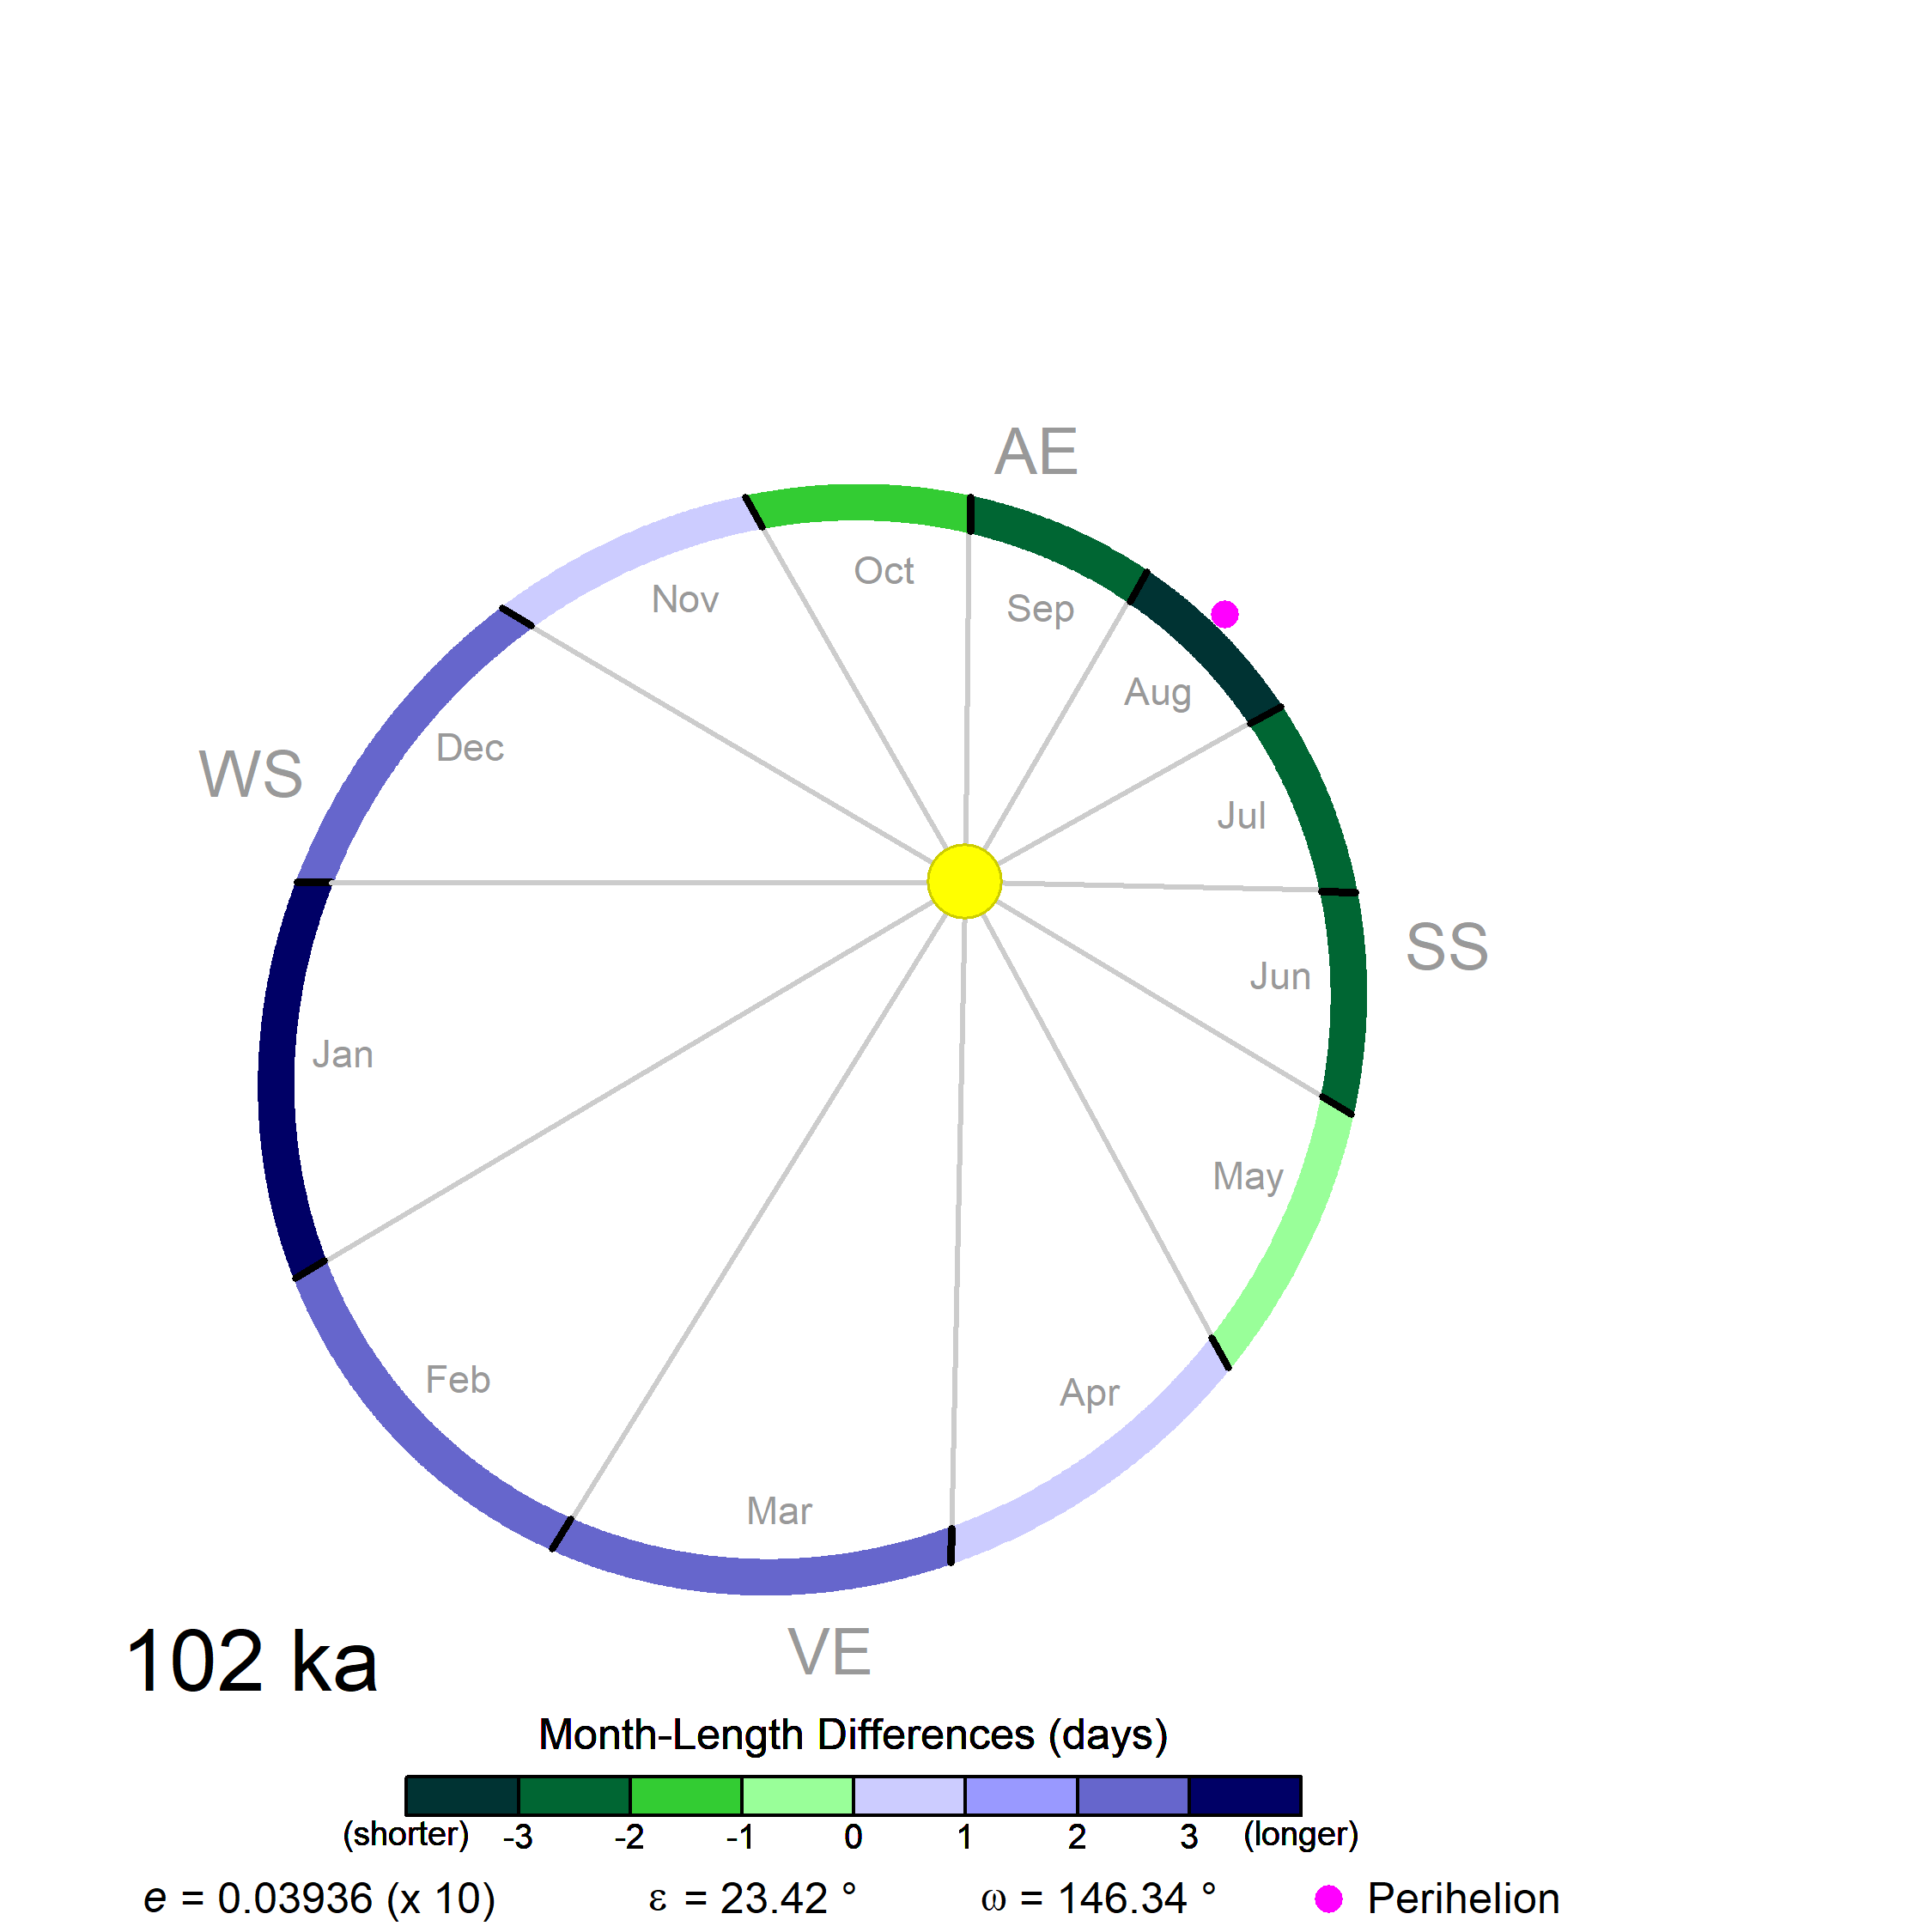 AE
Oct
Nov
Sep
Aug
Dec
WS
Jul
SS
Jun
Jan
May
Feb
Apr
Mar
VE
102 ka
Month-Length Differences (days)
(shorter) -3 -2 -1 0 1 2 3 (longer)
e = 0.03936 (x 10) ε = 23.42 ° ω = 146.34 ° Perihelion